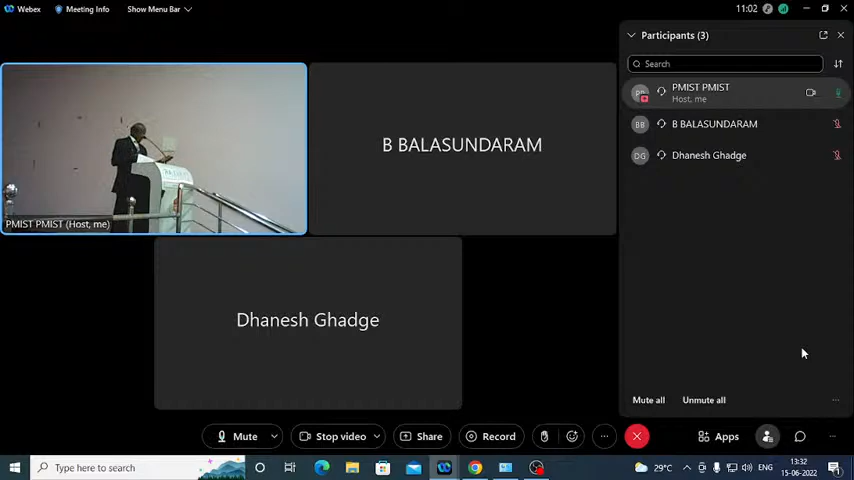 Webex
Meeting Info
Show Menu Bar
11:02
PMIST PMIST (Host, me)
B BALASUNDARAM
Dhanesh Ghadge
Participants (3)
Search
PMIST PMIST
Host, me
BB
B BALASUNDARAM
DG
Dhanesh Ghadge
Mute all
Unmute all
Mute
Stop video
Share
Record
Apps
Type here to search
29°C
ENG
13:32
15-06-2022